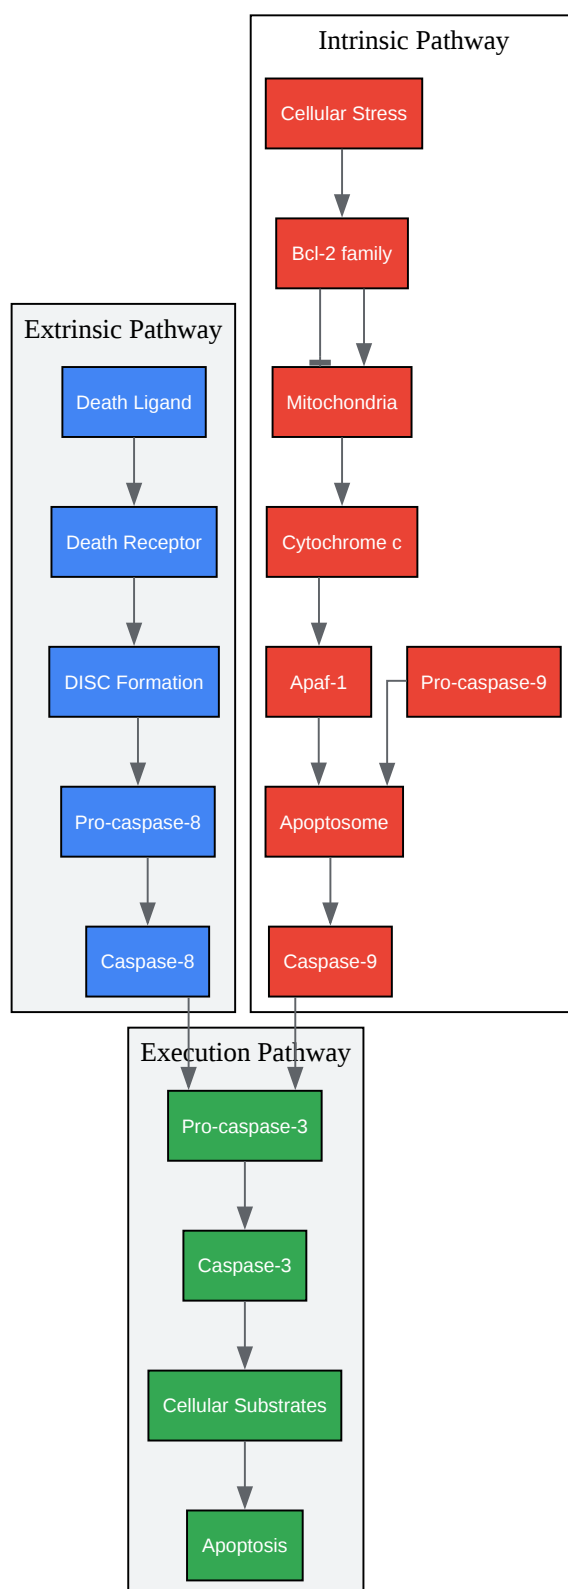 Intrinsic Pathway
Cellular Stress
Bcl-2 family
Extrinsic Pathway
Death Ligand
Mitochondria
Death Receptor
Cytochrome c
DISC Formation
Apaf-1
Pro-caspase-9
Pro-caspase-8
Apoptosome
Caspase-8
Caspase-9
Execution Pathway
Pro-caspase-3
Caspase-3
Cellular Substrates
Apoptosis